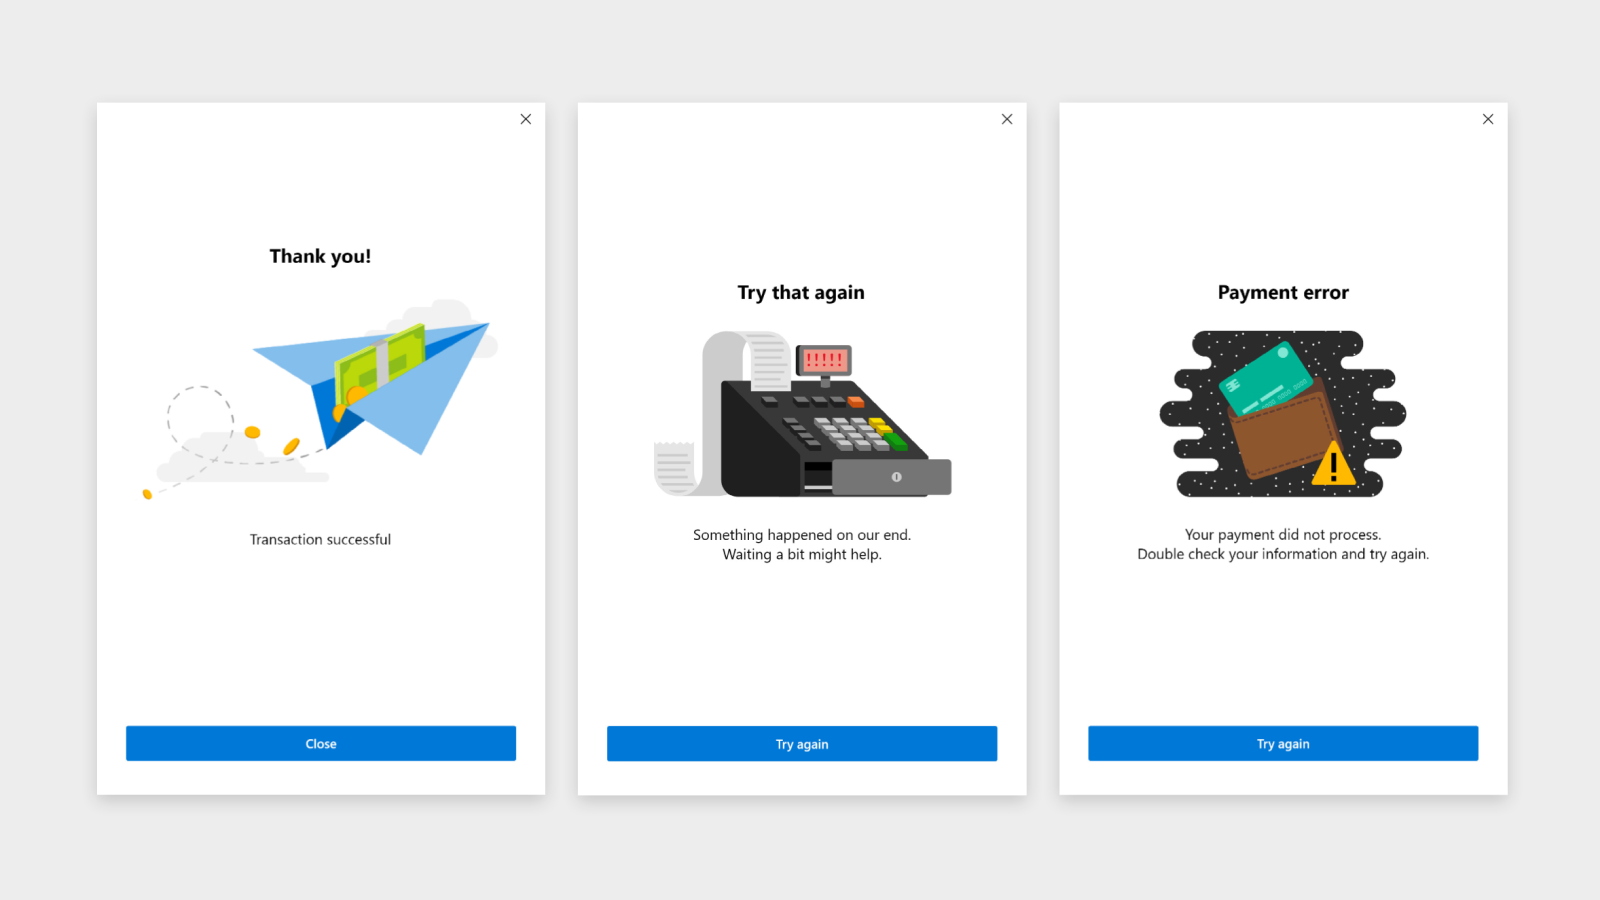 Thank you!
Transaction successful
Close
Try that again
!!!!!
Something happened on our end.
Waiting a bit might help.
Try again
Payment error
!
Your payment did not process.
Double check your information and try again.
Try again